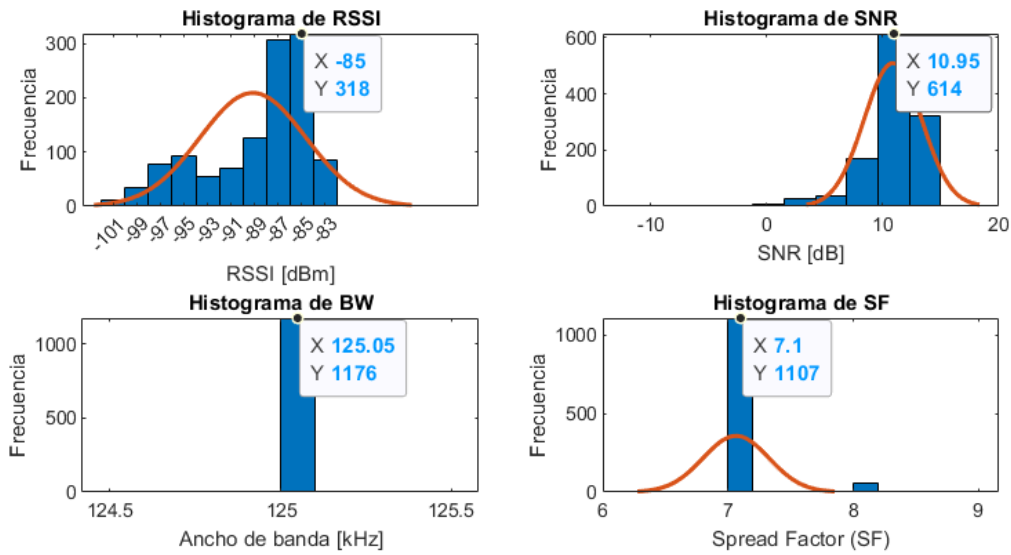 Histograma de RSSI
300
200
100
0
Frecuencia
X -85
Y 318
-101 -99 -97 -95 -93 -91 -89 -87 -85 -83
RSSI [dBm]
Histograma de SNR
600
400
200
0
Frecuencia
X 10.95
Y 614
-10 0 10 20
SNR [dB]
Histograma de BW
1000
500
0
Frecuencia
X 125.05
Y 1176
124.5 125 125.5
Ancho de banda [kHz]
Histograma de SF
1000
500
0
Frecuencia
X 7.1
Y 1107
6 7 8 9
Spread Factor (SF)